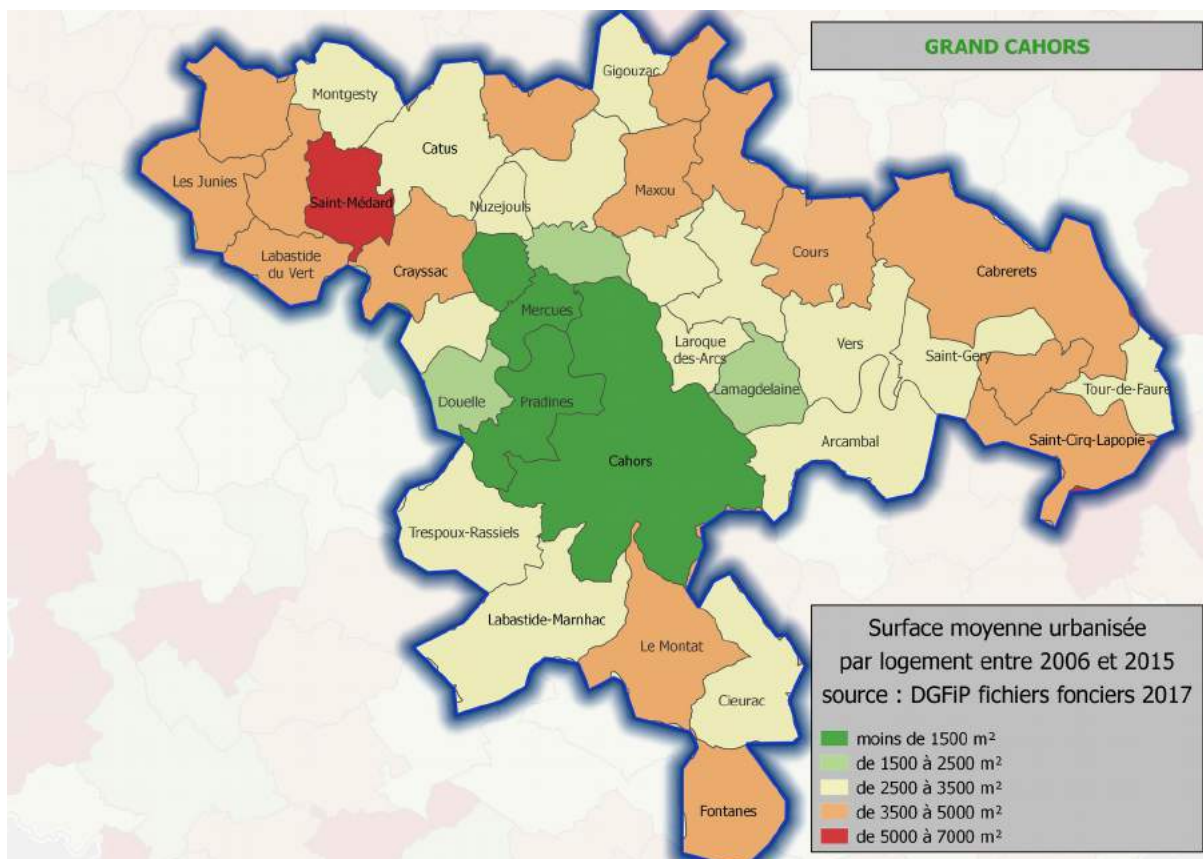 GRAND CAHORS
Gigouzac
Montgesty
Catus
Les Junies
Maxou
Saint-Médard
Nuzejouls
Labastide
du Vert
Crayssac
Cours
Cabrerets
Mercues
Laroque
des-Arcs
Vers
Saint-Gery
Lamagdelaine
Tour-de-Faure
Douelle
Pradines
Arcambal
Saint-Cirq-Lapopie
Cahors
Trespoux-Rassiels
Labastide-Marnhac
Le Montat
Cieurac
Fontanes
Surface moyenne urbanisée
par logement entre 2006 et 2015
source : DGFiP fichiers fonciers 2017
moins de 1500 m²
de 1500 à 2500 m²
de 2500 à 3500 m²
de 3500 à 5000 m²
de 5000 à 7000 m²